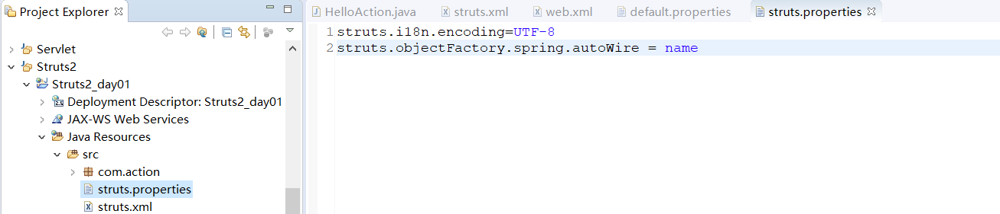 Project Explorer
Servlet
Struts2
Struts2_day01
Deployment Descriptor: Struts2_day01
JAX-WS Web Services
Java Resources
src
com.action
struts.properties
struts.xml
HelloAction.java
struts.xml
web.xml
default.properties
struts.properties
1 struts.i18n.encoding=UTF-8
2 struts.objectFactory.spring.autoWire = name